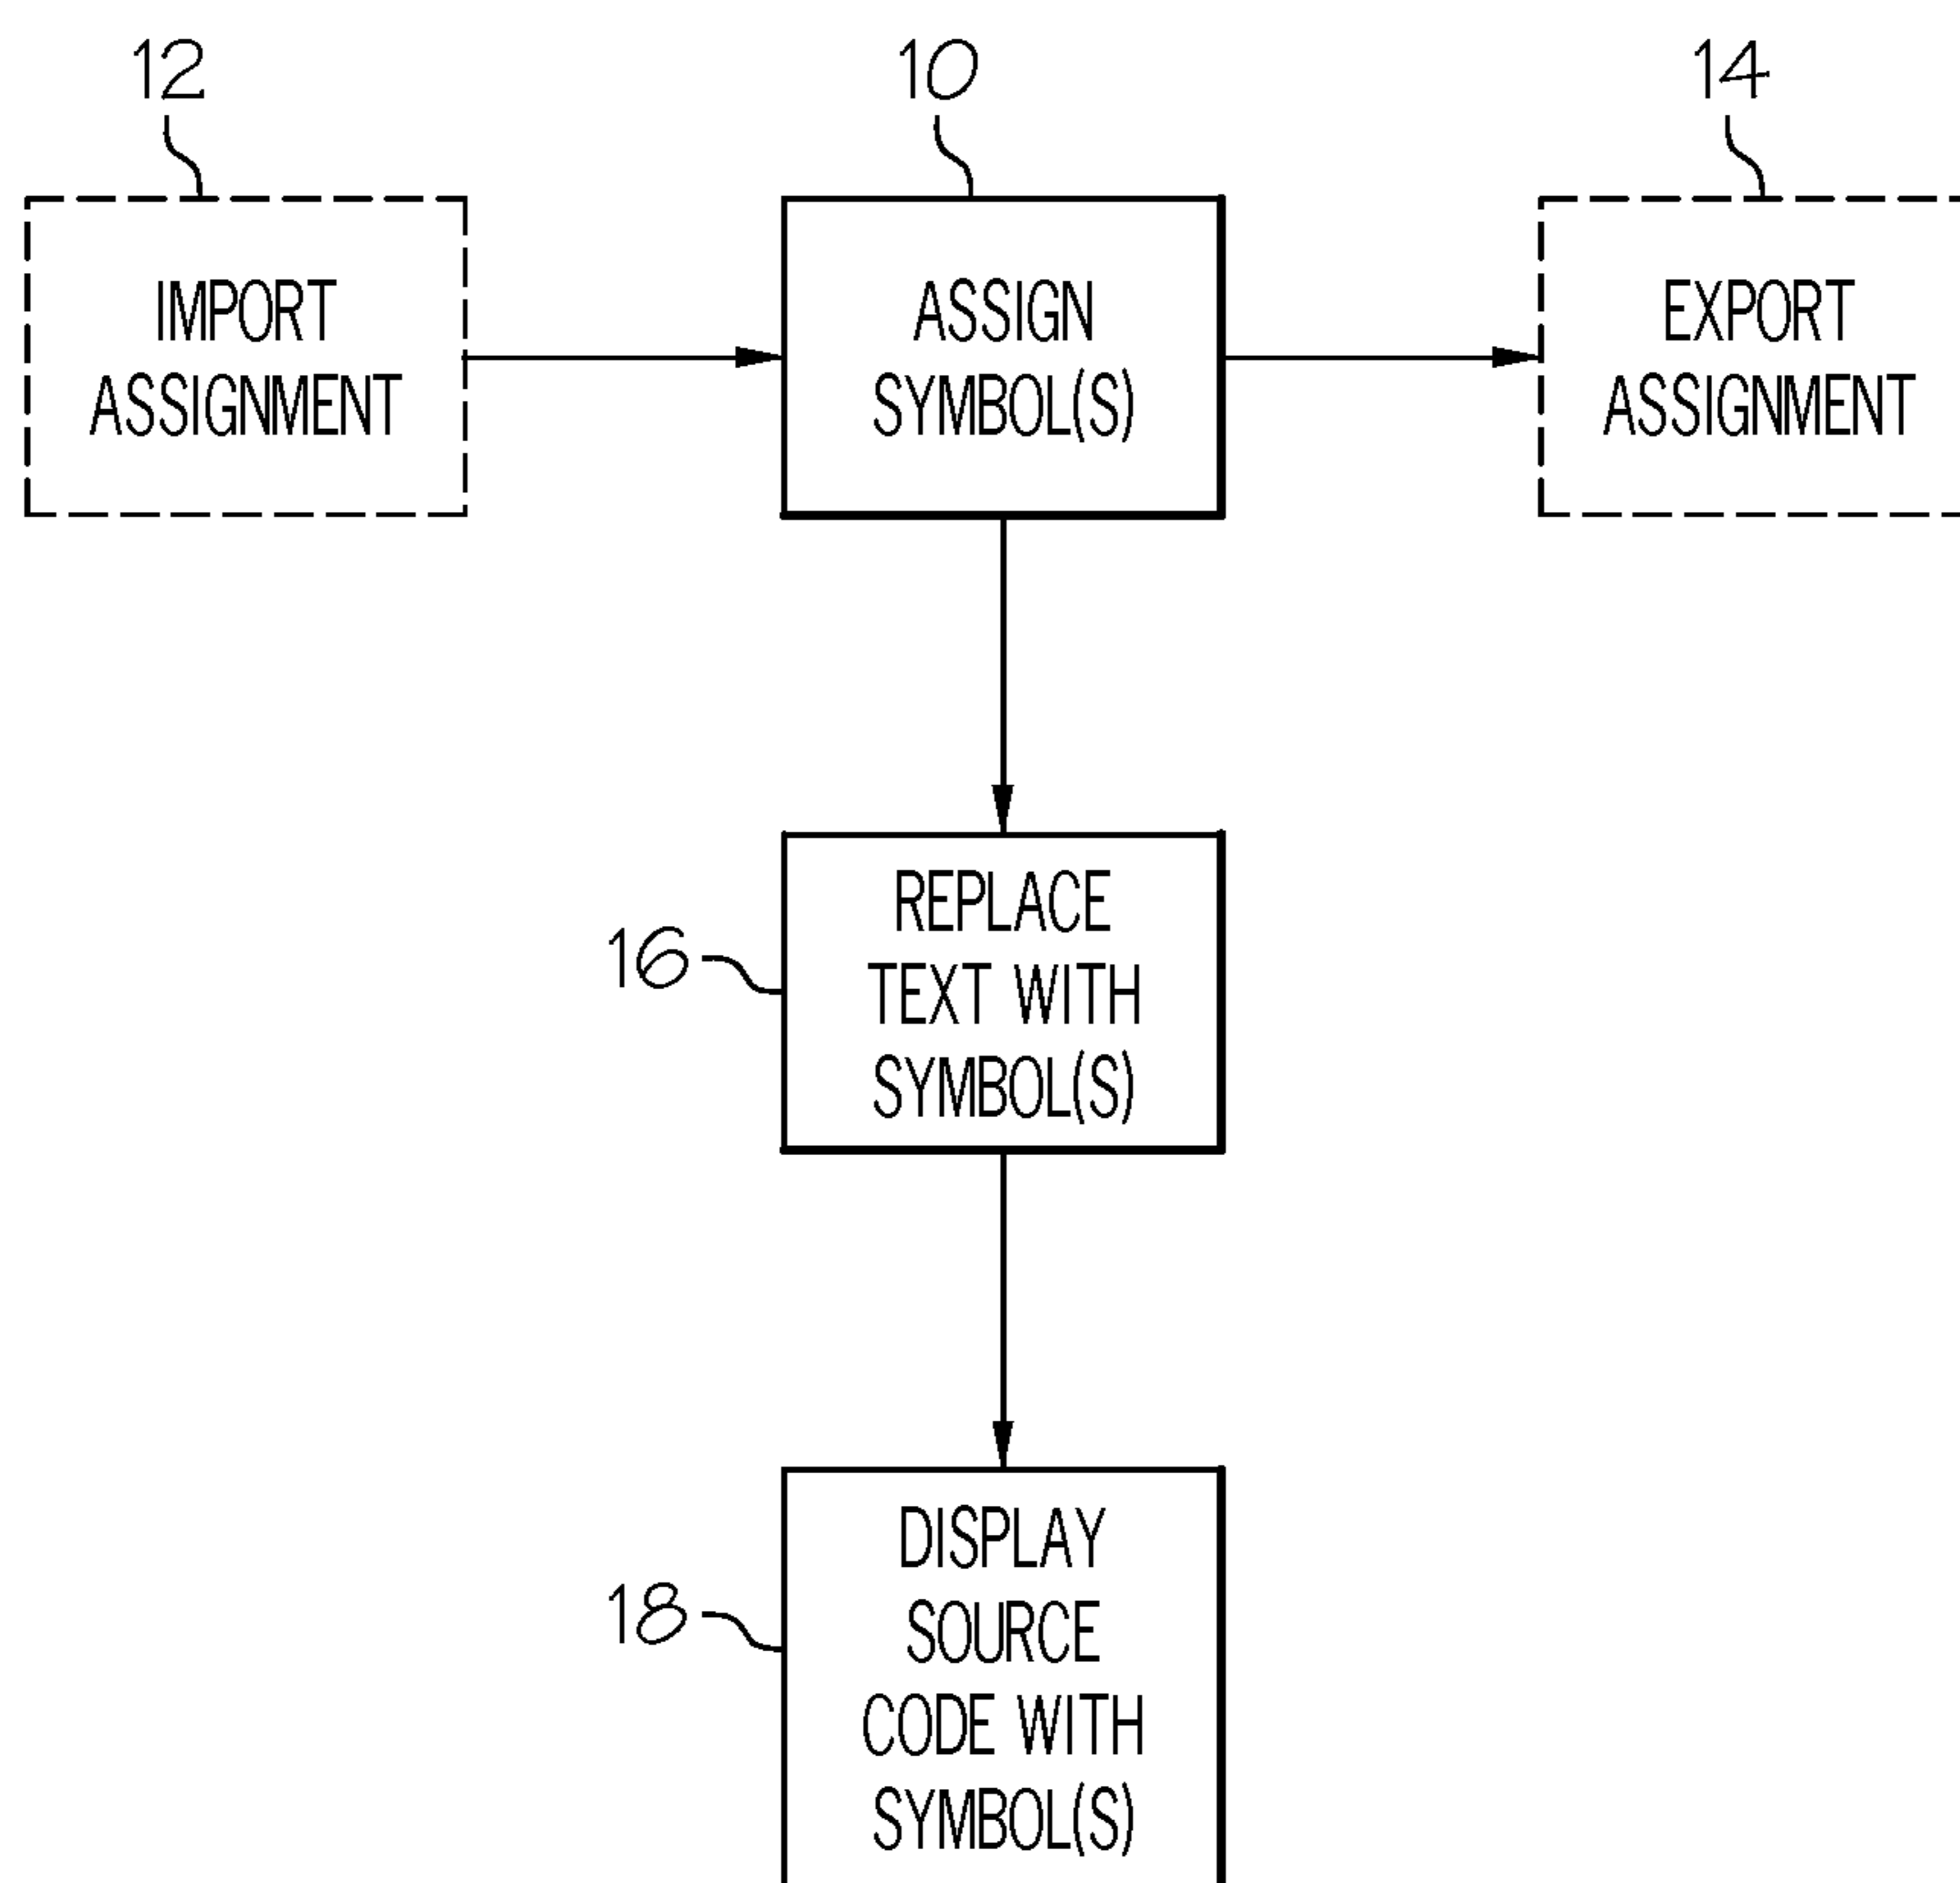 12
10
14
IMPORT
ASSIGNMENT
ASSIGN
SYMBOL(S)
EXPORT
ASSIGNMENT
16
REPLACE
TEXT WITH
SYMBOL(S)
18
DISPLAY
SOURCE
CODE WITH
SYMBOL(S)